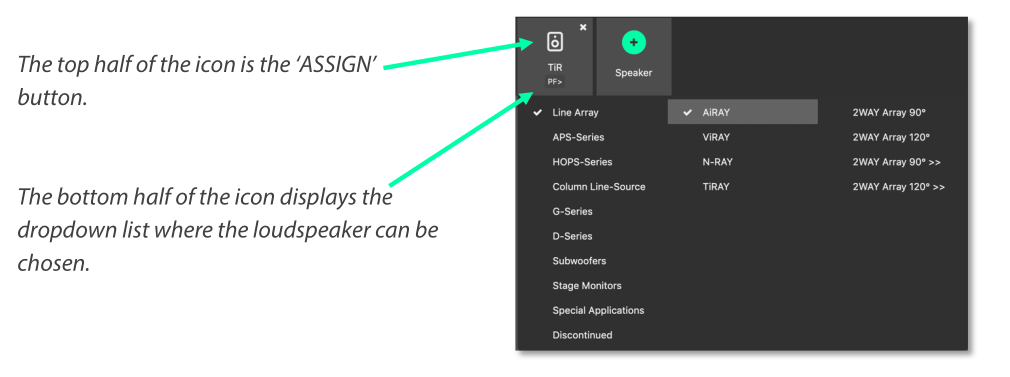 The top half of the icon is the ‘ASSIGN’
button.
The bottom half of the icon displays the
dropdown list where the loudspeaker can be
chosen.
TiR
PF>
Speaker
Line Array
APS-Series
HOPS-Series
Column Line-Source
G-Series
D-Series
Subwoofers
Stage Monitors
Special Applications
Discontinued
AiRAY
ViRAY
N-RAY
TiRAY
2WAY Array 90°
2WAY Array 120°
2WAY Array 90° >>
2WAY Array 120° >>